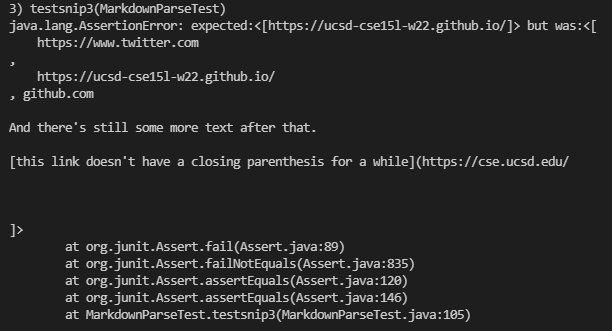 3) testsnip3(MarkdownParseTest)
java.lang.AssertionError: expected:<[https://ucsd-cse15l-w22.github.io/]> but was:<[
    https://www.twitter.com
,
    https://ucsd-cse15l-w22.github.io/
, github.com

And there's still some more text after that.

[this link doesn't have a closing parenthesis for a while](https://cse.ucsd.edu/



]>
        at org.junit.Assert.fail(Assert.java:89)
        at org.junit.Assert.failNotEquals(Assert.java:835)
        at org.junit.Assert.assertEquals(Assert.java:120)
        at org.junit.Assert.assertEquals(Assert.java:146)
        at MarkdownParseTest.testsnip3(MarkdownParseTest.java:105)